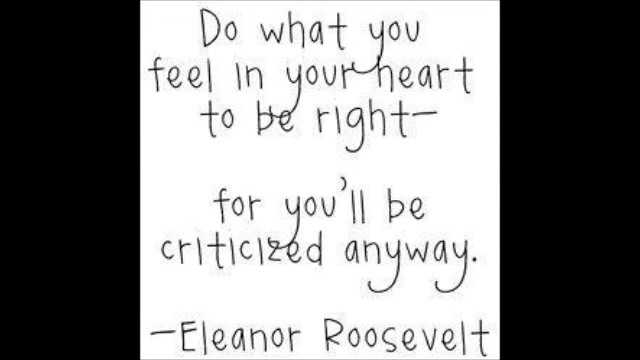 Do what you
feel in your heart
to be right—
for you'll be
criticized anyway.
—Eleanor Roosevelt